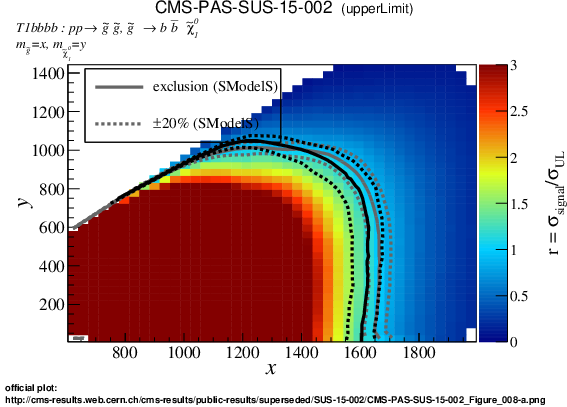 CMS-PAS-SUS-15-002 (upperLimit)
T1bbbb : pp → g̃ g̃, g̃ → b b̅ χ̃₁⁰
m_g̃=x, m_χ̃₁⁰=y
exclusion (SModelS)
±20% (SModelS)
1400
1200
1000
800
600
400
200
y
800
1000
1200
1400
1600
1800
x
3
2.5
2
1.5
1
0.5
0
r = σ_signal/σ_UL
official plot:
http://cms-results.web.cern.ch/cms-results/public-results/superseded/SUS-15-002/CMS-PAS-SUS-15-002_Figure_008-a.png